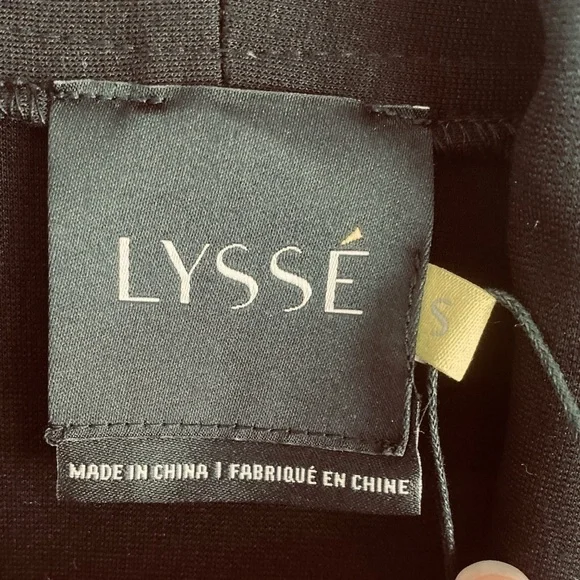 LYSSÉ
S
MADE IN CHINA | FABRIQUÉ EN CHINE